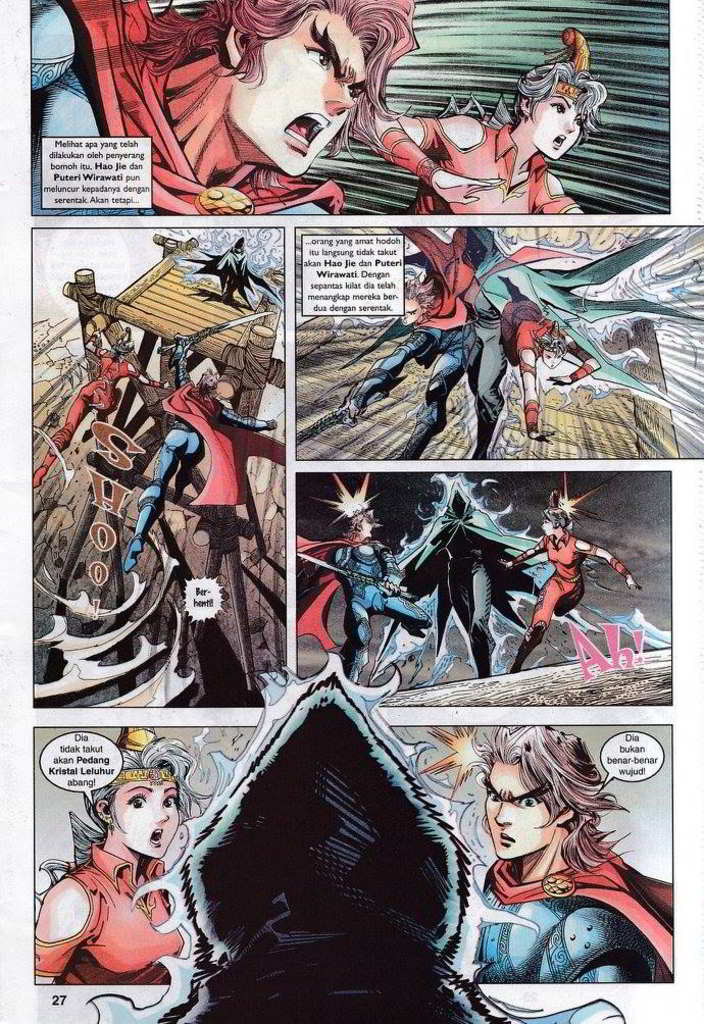 Melihat apa yang telah
dilakukan oleh penyerang
bomoh itu, Hao Jie dan
Puteri Wirawati pun
meluncur kepadanya dengan
serentak. Akan tetapi...
SHOO!
Ber-
henti!!
...orang yang amat hodoh
itu langsung tidak takut
akan Hao Jie dan Puteri
Wirawati. Dengan
sepantas kilat dia telah
menangkap mereka ber-
dua dengan serentak.
Ah!
Dia
tidak takut
akan Pedang
Kristal Leluhur
abang!
Dia
bukan
benar-benar
wujud!
27